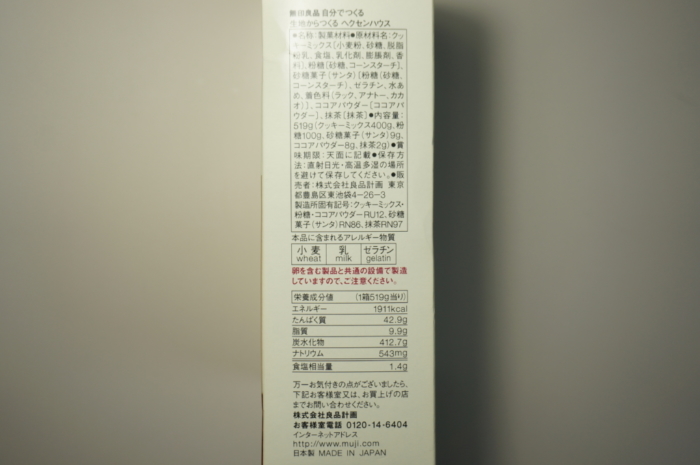 無印良品 自分でつくる
生地からつくる ヘクセンハウス
●名称：製菓材料●原材料名：クッ
キーミックス〔小麦粉、砂糖、脱脂
粉乳、食塩、乳化剤、膨脹剤、香
料〕、粉糖〔砂糖、コーンスターチ〕、
砂糖菓子（サンタ）〔粉糖（砂糖、
コーンスターチ）、ゼラチン、水あ
め、着色料（ラック、アナトー、カカ
オ）〕、ココアパウダー〔ココアパウ
ダー〕、抹茶〔抹茶〕●内容量：
519g（クッキーミックス400g、粉
糖100g、砂糖菓子（サンタ）9g、
ココアパウダー8g、抹茶2g）●賞
味期限：天面に記載●保存方
法：直射日光・高温多湿の場所
を避けて保存してください。●販
売者：株式会社良品計画 東京
都豊島区東池袋4-26-3
製造所固有記号：クッキーミックス・
粉糖・ココアパウダーRU12、砂糖
菓子（サンタ）RN86、抹茶RN97
本品に含まれるアレルギー物質
小麦 乳 ゼラチン
wheat milk gelatin
卵を含む製品と共通の設備で製造
していますので、ご注意ください。
栄養成分値 （1箱519g当り）
エネルギー 1911kcal
たんぱく質 42.9g
脂質 9.9g
炭水化物 412.7g
ナトリウム 543mg
食塩相当量 1.4g
万一お気付きの点がございましたら、
下記お客様室又は、お買上げの店
までお問い合わせください。
株式会社良品計画
お客様室電話 0120-14-6404
インターネットアドレス
http://www.muji.com/
日本製 MADE IN JAPAN